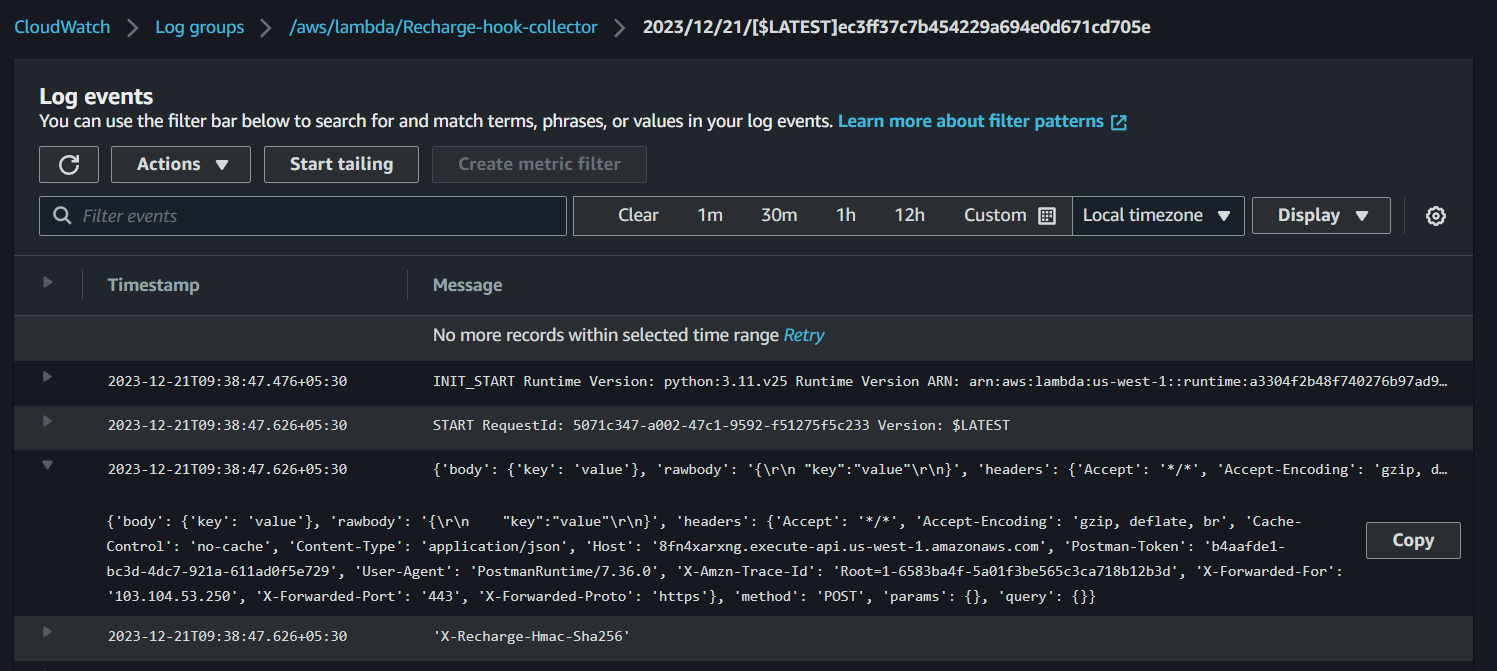 CloudWatch > Log groups > /aws/lambda/Recharge-hook-collector > 2023/12/21/[$LATEST]ec3ff37c7b454229a694e0d671cd705e
Log events
You can use the filter bar below to search for and match terms, phrases, or values in your log events. Learn more about filter patterns
Actions Start tailing Create metric filter
Filter events Clear 1m 30m 1h 12h Custom Local timezone Display
Timestamp Message
No more records within selected time range Retry
2023-12-21T09:38:47.476+05:30 INIT_START Runtime Version: python:3.11.v25 Runtime Version ARN: arn:aws:lambda:us-west-1::runtime:a3304f2b48f740276b97ad9…
2023-12-21T09:38:47.626+05:30 START RequestId: 5071c347-a002-47c1-9592-f51275f5c233 Version: $LATEST
2023-12-21T09:38:47.626+05:30 {'body': {'key': 'value'}, 'rawbody': '{\r\n "key":"value"\r\n}', 'headers': {'Accept': '*/*', 'Accept-Encoding': 'gzip, d…
{'body': {'key': 'value'}, 'rawbody': '{\r\n    "key":"value"\r\n}', 'headers': {'Accept': '*/*', 'Accept-Encoding': 'gzip, deflate, br', 'Cache-
Control': 'no-cache', 'Content-Type': 'application/json', 'Host': '8fn4xarxng.execute-api.us-west-1.amazonaws.com', 'Postman-Token': 'b4aafde1-
Copy
bc3d-4dc7-921a-611ad0f5e729', 'User-Agent': 'PostmanRuntime/7.36.0', 'X-Amzn-Trace-Id': 'Root=1-6583ba4f-5a01f3be565c3ca718b12b3d', 'X-Forwarded-For':
'103.104.53.250', 'X-Forwarded-Port': '443', 'X-Forwarded-Proto': 'https'}, 'method': 'POST', 'params': {}, 'query': {}}
2023-12-21T09:38:47.626+05:30 'X-Recharge-Hmac-Sha256'